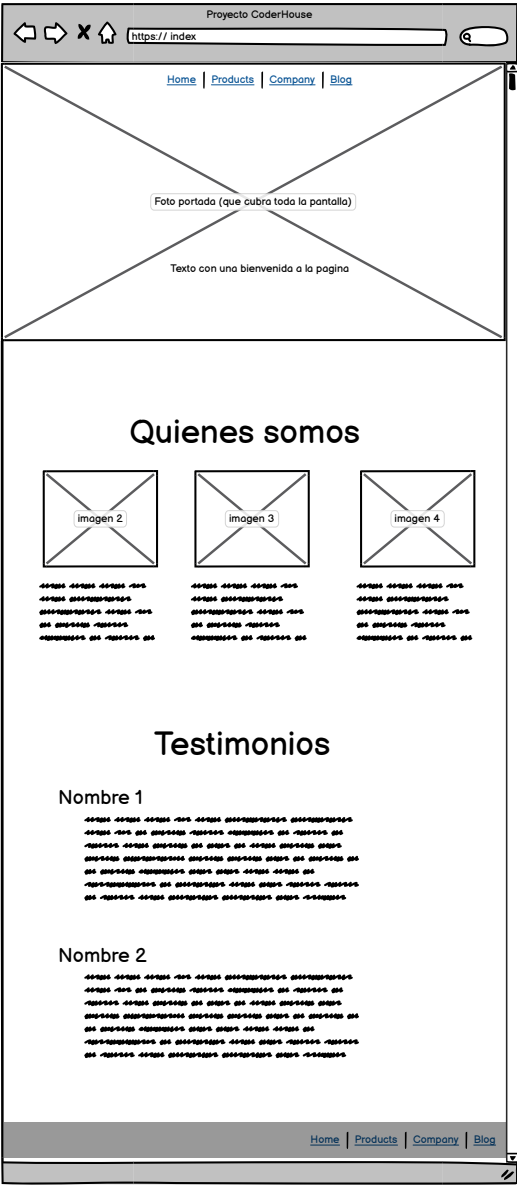 Proyecto CoderHouse
https:// index
Home Products Company Blog
Foto portada (que cubra toda la pantalla)
Texto con una bienvenida a la pagina
Quienes somos
imagen 2 imagen 3 imagen 4
Testimonios
Nombre 1
Nombre 2
Home Products Company Blog